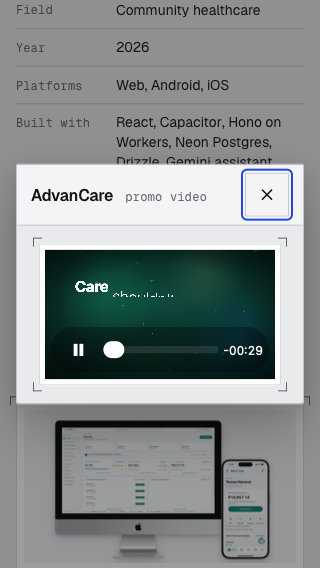 Field Community healthcare
Year 2026
Platforms Web, Android, iOS
Built with React, Capacitor, Hono on
Workers, Neon Postgres,
Drizzle, Gemini assistant
AdvanCare promo video
Care
-00:29